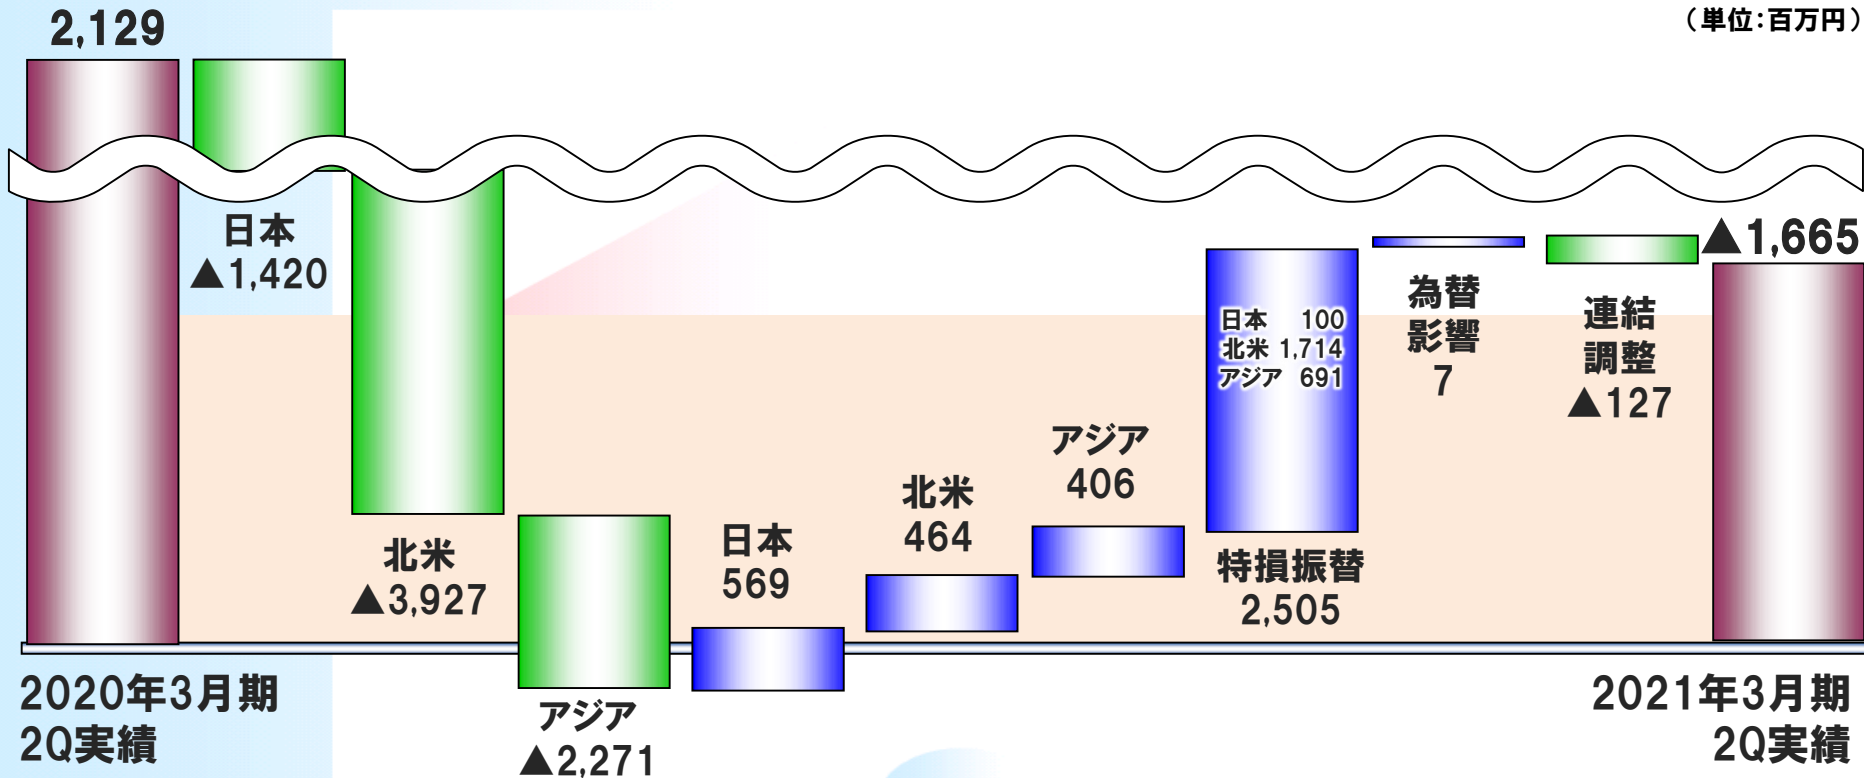 (単位:百万円)
2,129
日本
▲1,420
北米
▲3,927
アジア
▲2,271
日本
569
北米
464
アジア
406
日本 100
北米 1,714
アジア 691
特損振替
2,505
為替
影響
7
連結
調整
▲127
▲1,665
2020年3月期
2Q実績
2021年3月期
2Q実績